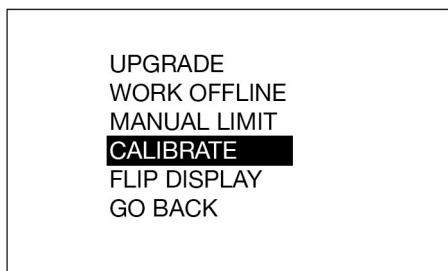 UPGRADE
WORK OFFLINE
MANUAL LIMIT
CALIBRATE
FLIP DISPLAY
GO BACK